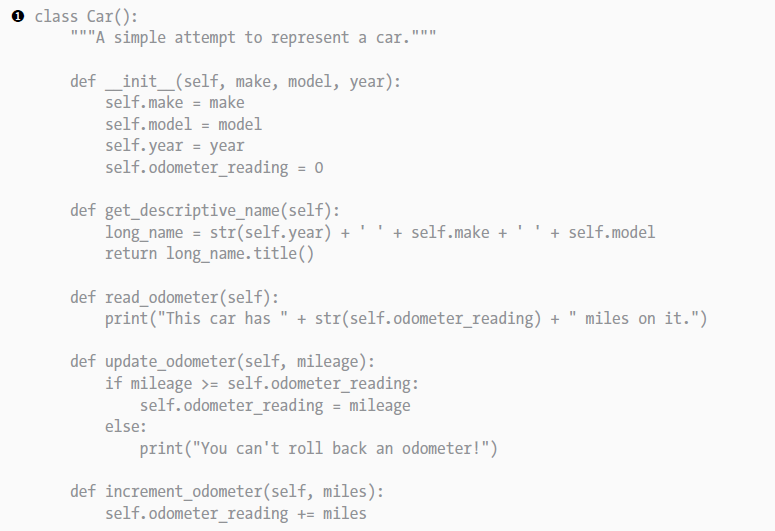 ❶ class Car():
    """A simple attempt to represent a car."""

    def __init__(self, make, model, year):
        self.make = make
        self.model = model
        self.year = year
        self.odometer_reading = 0

    def get_descriptive_name(self):
        long_name = str(self.year) + ' ' + self.make + ' ' + self.model
        return long_name.title()

    def read_odometer(self):
        print("This car has " + str(self.odometer_reading) + " miles on it.")

    def update_odometer(self, mileage):
        if mileage >= self.odometer_reading:
            self.odometer_reading = mileage
        else:
            print("You can't roll back an odometer!")

    def increment_odometer(self, miles):
        self.odometer_reading += miles